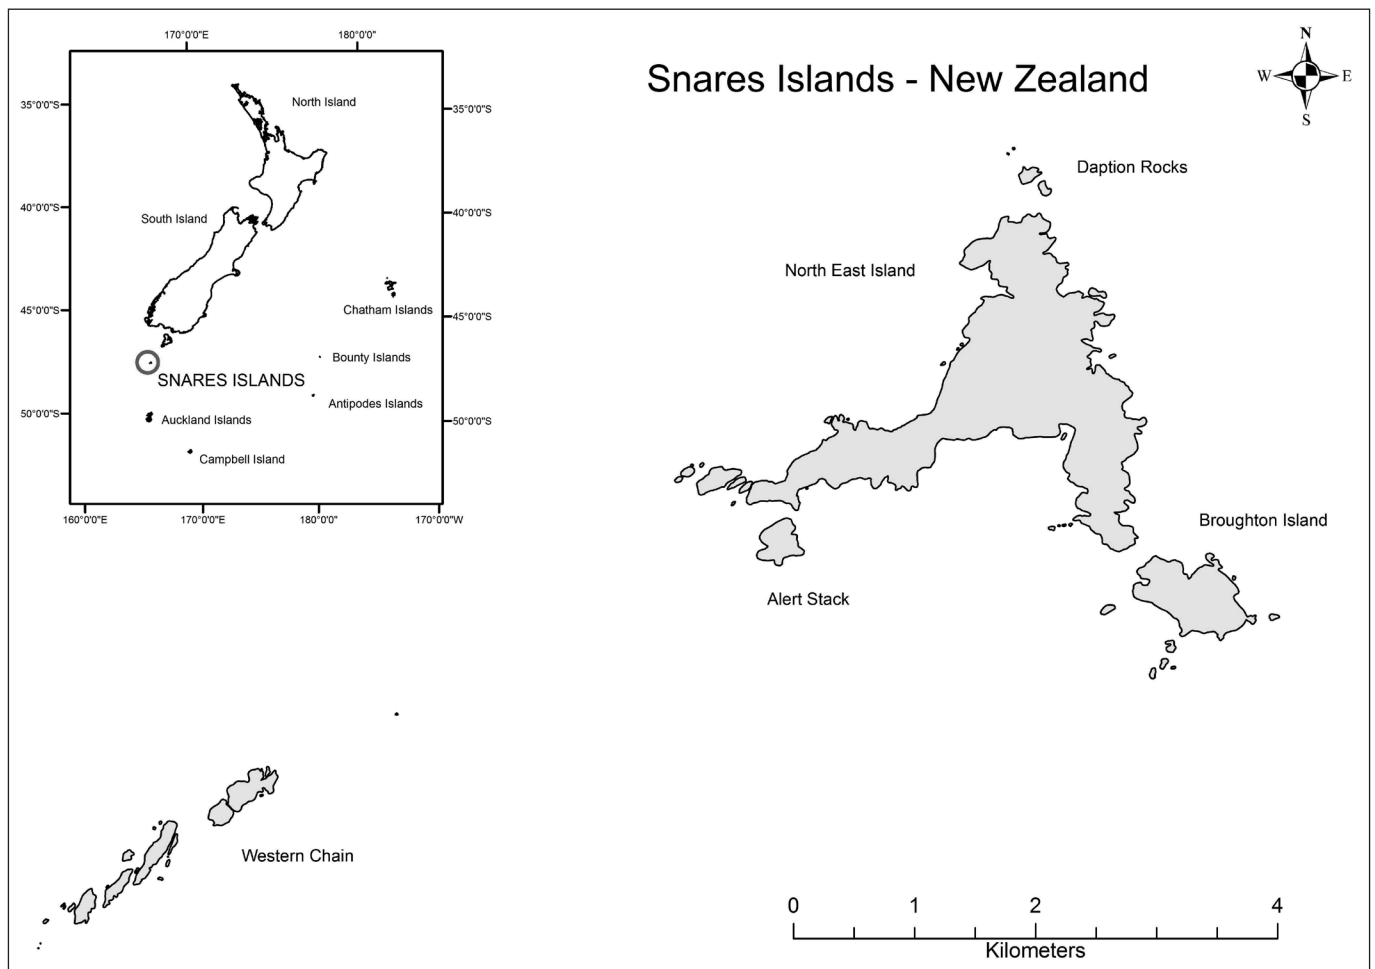 Snares Islands - New Zealand
N
W
E
S
170°0'0"E
180°0'0"
35°0'0"S
35°0'0"S
North Island
40°0'0"S
40°0'0"S
South Island
45°0'0"S
45°0'0"S
Chatham Islands
Bounty Islands
SNARES ISLANDS
Antipodes Islands
50°0'0"S
50°0'0"S
Auckland Islands
Campbell Island
160°0'0"E
170°0'0"E
180°0'0"
170°0'0"W
Daption Rocks
North East Island
Broughton Island
Alert Stack
Western Chain
0
1
2
4
Kilometers